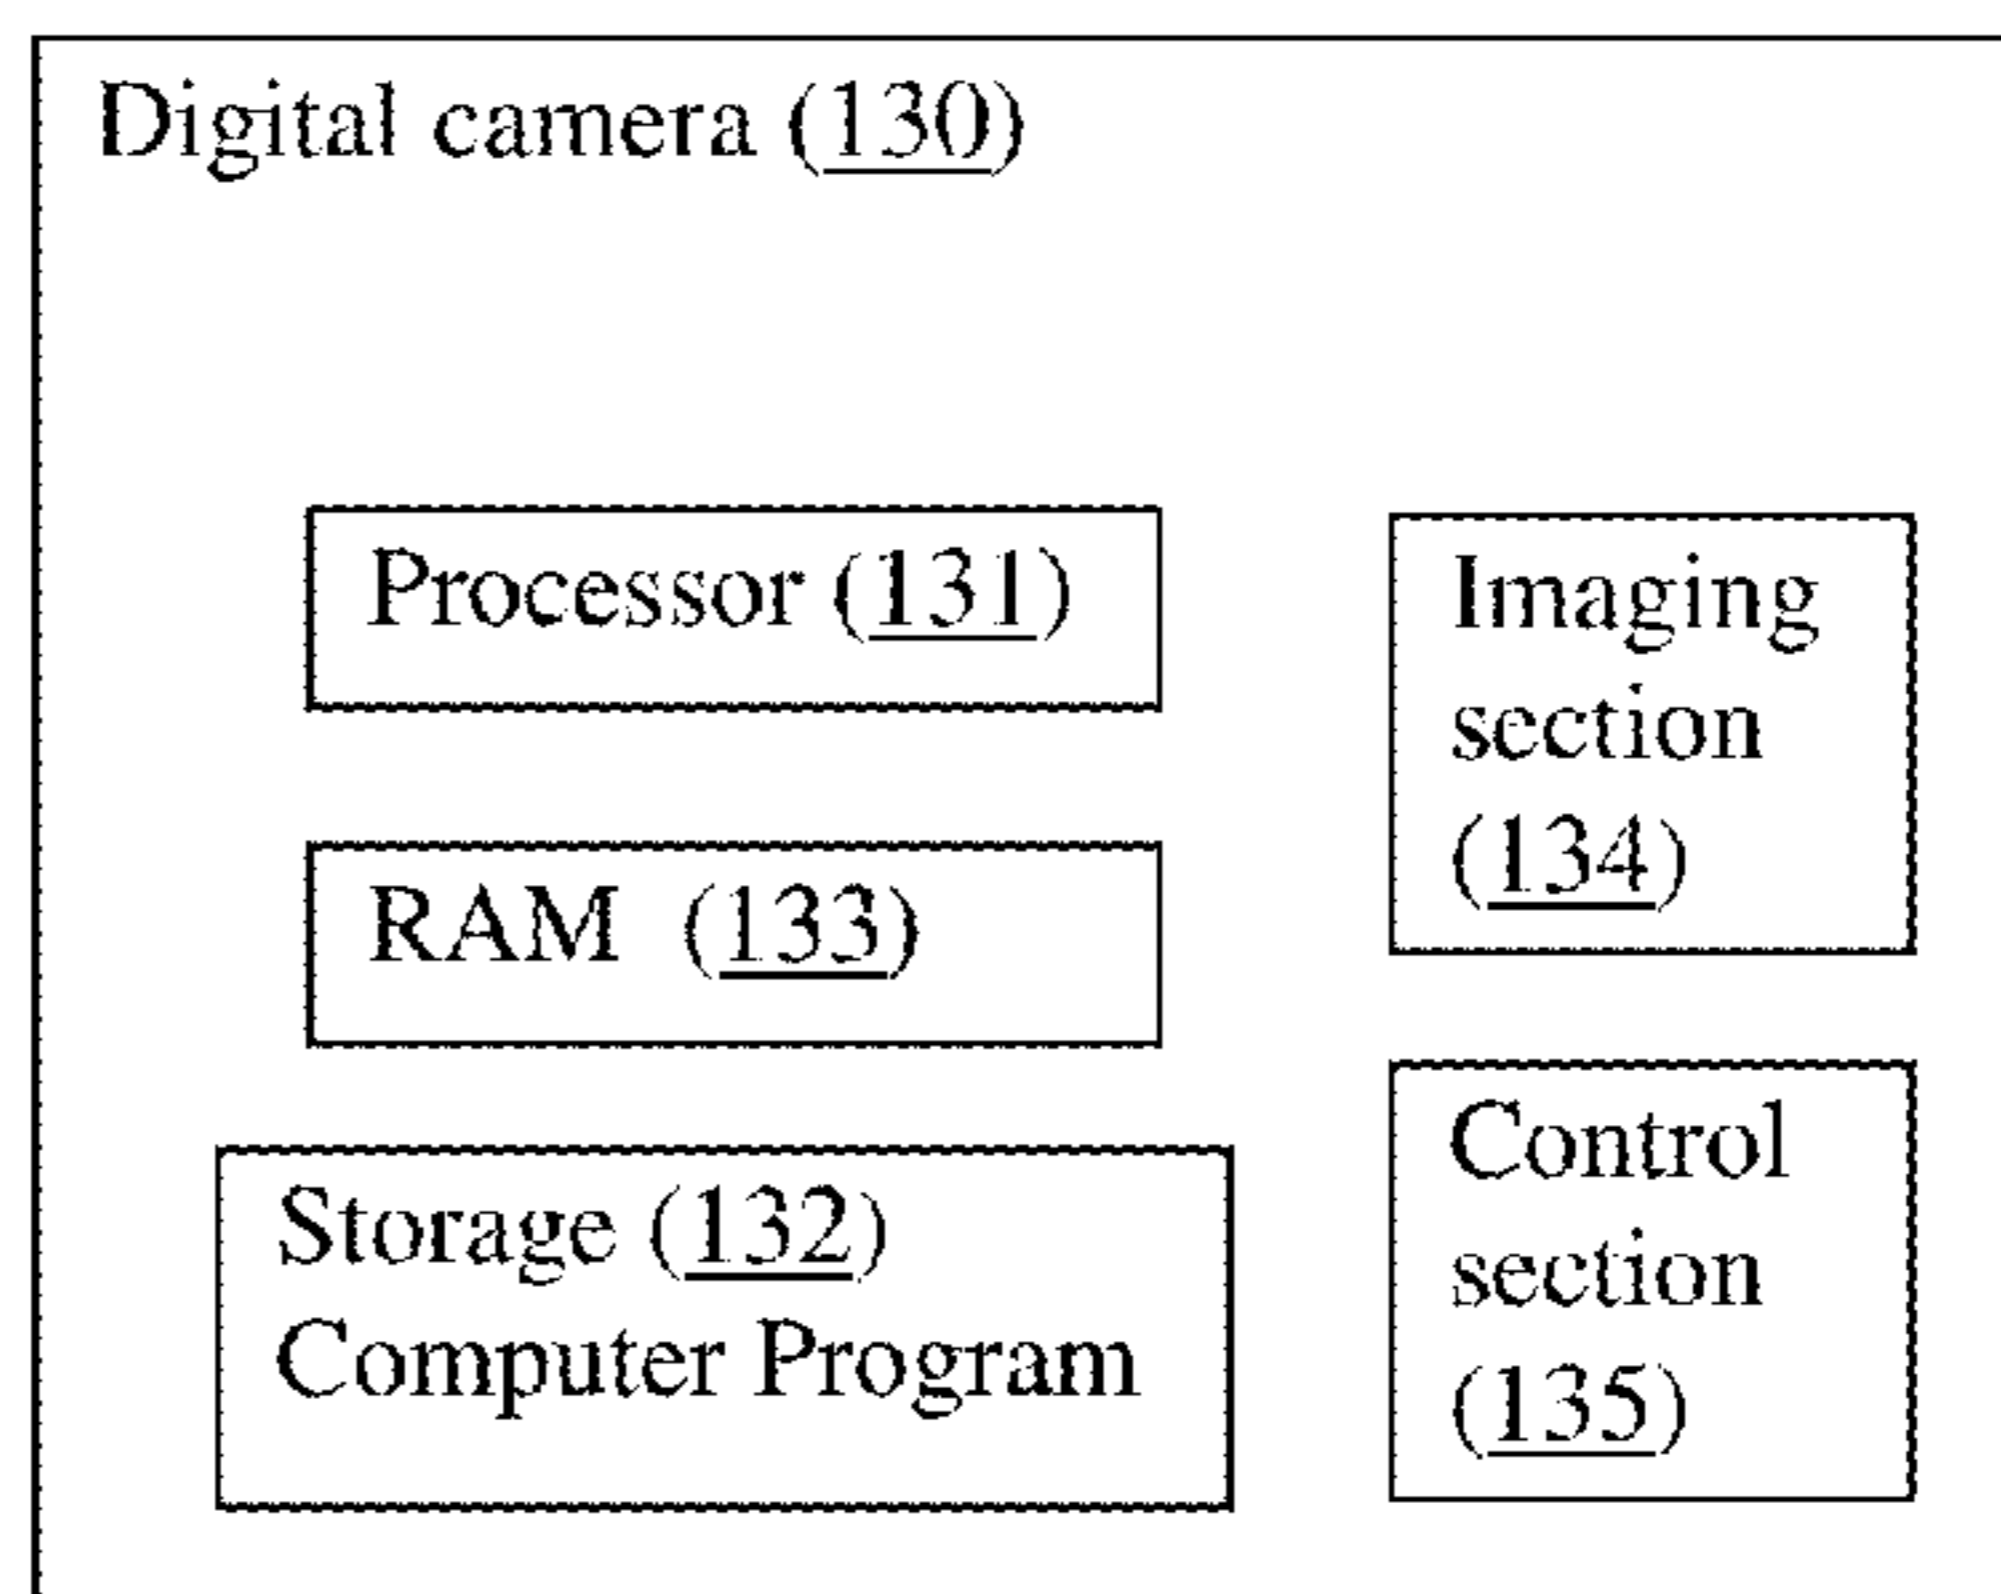 Digital camera (130)
Processor (131)
RAM (133)
Storage (132)
Computer Program
Imaging
section
(134)
Control
section
(135)